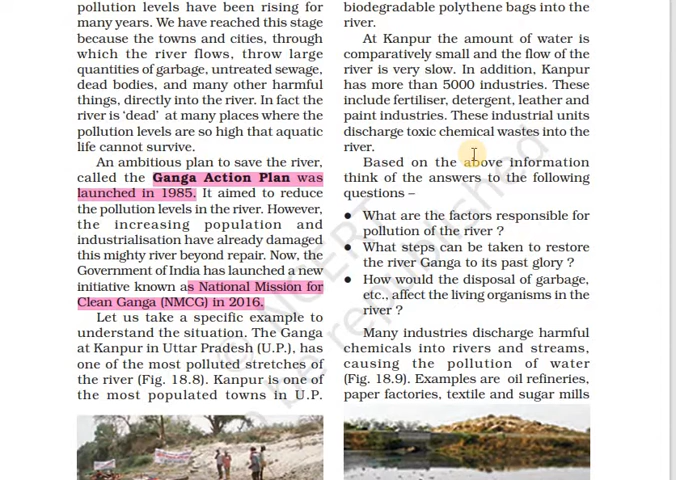 pollution levels have been rising for
many years. We have reached this stage
because the towns and cities, through
which the river flows, throw large
quantities of garbage, untreated sewage,
dead bodies, and many other harmful
things, directly into the river. In fact the
river is ‘dead’ at many places where the
pollution levels are so high that aquatic
life cannot survive.
An ambitious plan to save the river,
called the Ganga Action Plan was
launched in 1985. It aimed to reduce
the pollution levels in the river. However,
the increasing population and
industrialisation have already damaged
this mighty river beyond repair. Now, the
Government of India has launched a new
initiative known as National Mission for
Clean Ganga (NMCG) in 2016.
Let us take a specific example to
understand the situation. The Ganga
at Kanpur in Uttar Pradesh (U.P.), has
one of the most polluted stretches of
the river (Fig. 18.8). Kanpur is one of
the most populated towns in U.P.
biodegradable polythene bags into the
river.
At Kanpur the amount of water is
comparatively small and the flow of the
river is very slow. In addition, Kanpur
has more than 5000 industries. These
include fertiliser, detergent, leather and
paint industries. These industrial units
discharge toxic chemical wastes into the
river.
Based on the above information
think of the answers to the following
questions –
● What are the factors responsible for
pollution of the river ?
● What steps can be taken to restore
the river Ganga to its past glory ?
● How would the disposal of garbage,
etc., affect the living organisms in the
river ?
Many industries discharge harmful
chemicals into rivers and streams,
causing the pollution of water
(Fig. 18.9). Examples are oil refineries,
paper factories, textile and sugar mills
© NCERT
be republished